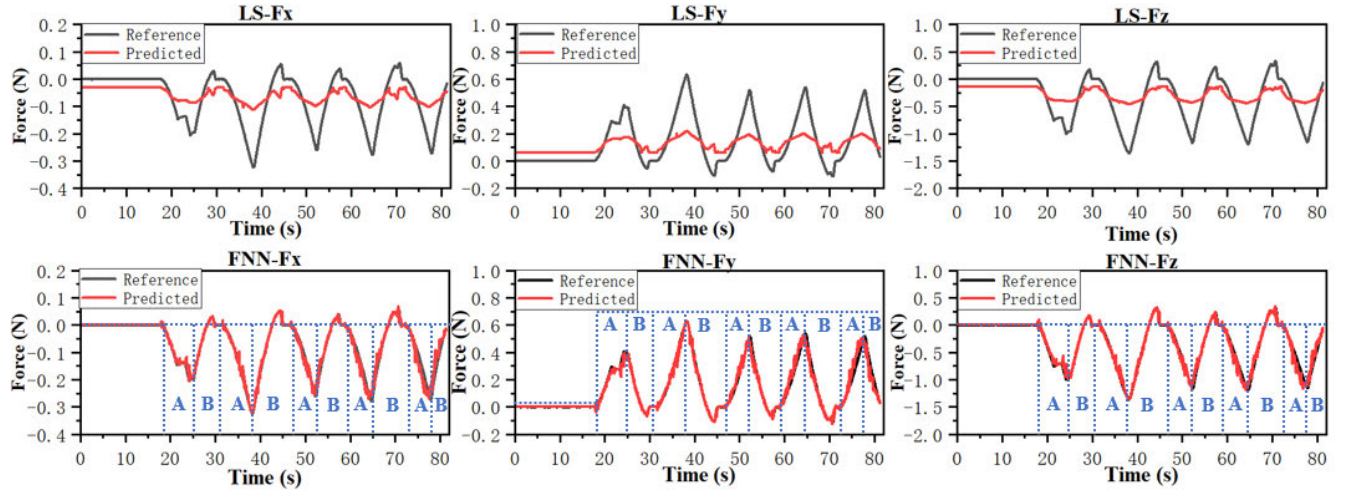 LS-Fx
0.2
0.1
0.0
-0.1
-0.2
-0.3
-0.4
Force (N)
Reference
Predicted
0 10 20 30 40 50 60 70 80
Time (s)
LS-Fy
1.0
0.8
0.6
0.4
0.2
0.0
-0.2
Force (N)
Reference
Predicted
0 10 20 30 40 50 60 70 80
Time (s)
LS-Fz
1.0
0.5
0.0
-0.5
-1.0
-1.5
-2.0
Force (N)
Reference
Predicted
0 10 20 30 40 50 60 70 80
Time (s)
FNN-Fx
0.2
0.1
0.0
-0.1
-0.2
-0.3
-0.4
Force (N)
Reference
Predicted
A B A B A B A B A B
0 10 20 30 40 50 60 70 80
Time (s)
FNN-Fy
1.0
0.8
0.6
0.4
0.2
0.0
-0.2
Force (N)
Reference
Predicted
A B A B A B A B A B
0 10 20 30 40 50 60 70 80
Time (s)
FNN-Fz
1.0
0.5
0.0
-0.5
-1.0
-1.5
-2.0
Force (N)
Reference
Predicted
A B A B A B A B A B
0 10 20 30 40 50 60 70 80
Time (s)